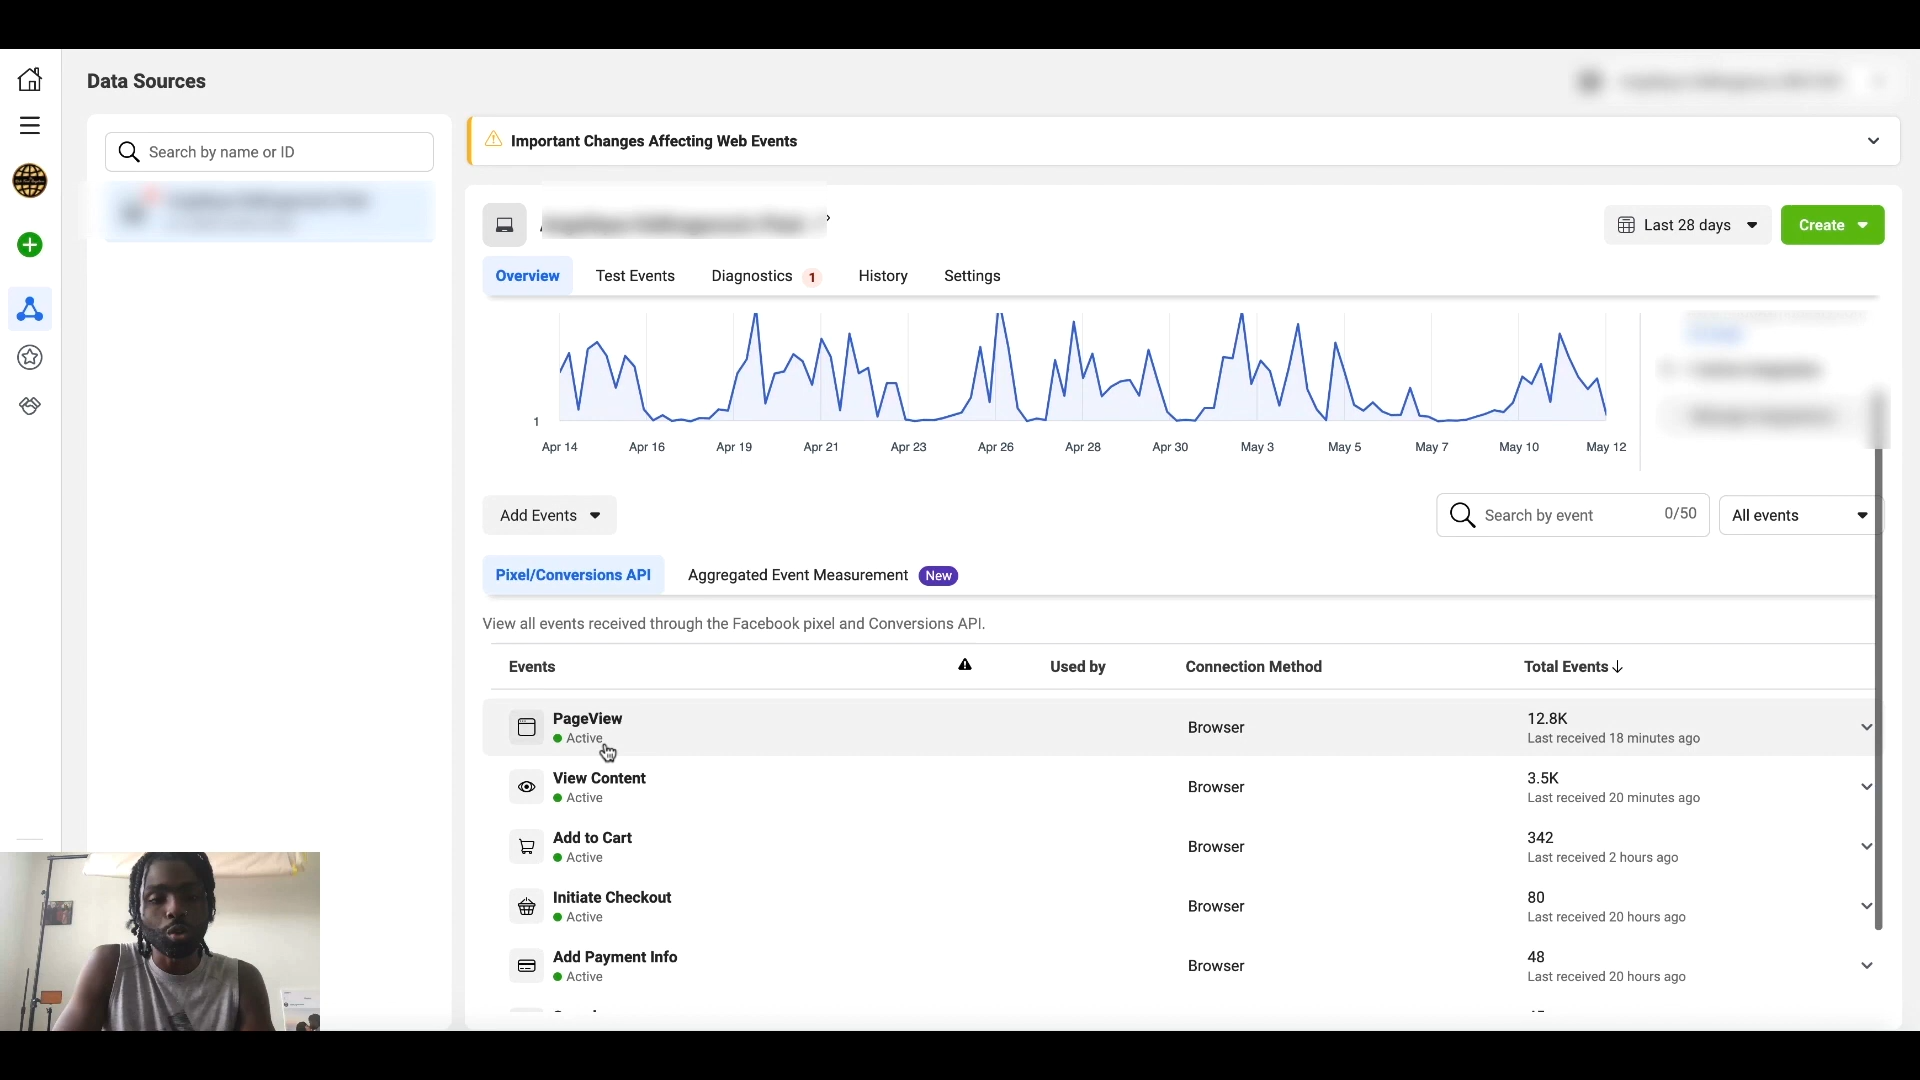 Data Sources
Search by name or ID
Important Changes Affecting Web Events
Last 28 days
Create
Overview
Test Events
Diagnostics 1
History
Settings
1
Apr 14
Apr 16
Apr 19
Apr 21
Apr 23
Apr 26
Apr 28
Apr 30
May 3
May 5
May 7
May 10
May 12
Add Events
Search by event 0/50
All events
Pixel/Conversions API
Aggregated Event Measurement New
View all events received through the Facebook pixel and Conversions API.
Events Used by Connection Method Total Events
PageView
Active
Browser
12.8K
Last received 18 minutes ago
View Content
Active
Browser
3.5K
Last received 20 minutes ago
Add to Cart
Active
Browser
342
Last received 2 hours ago
Initiate Checkout
Active
Browser
80
Last received 20 hours ago
Add Payment Info
Active
Browser
48
Last received 20 hours ago